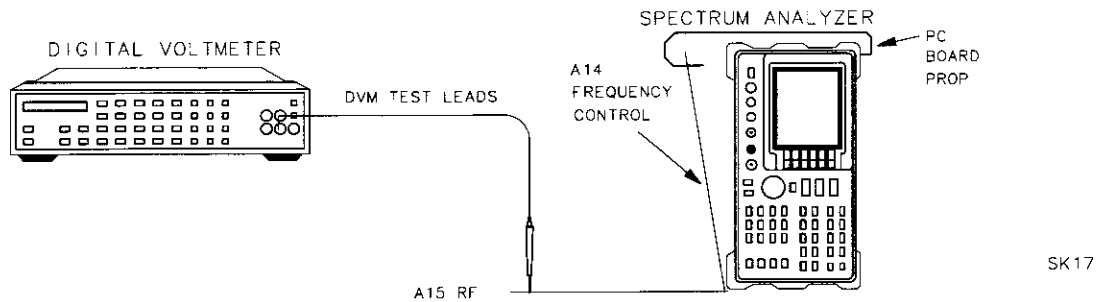 SPECTRUM ANALYZER
DIGITAL VOLTMETER
PC
BOARD
PROP
A14
FREQUENCY
CONTROL
DVM TEST LEADS
A15 RF
SK17